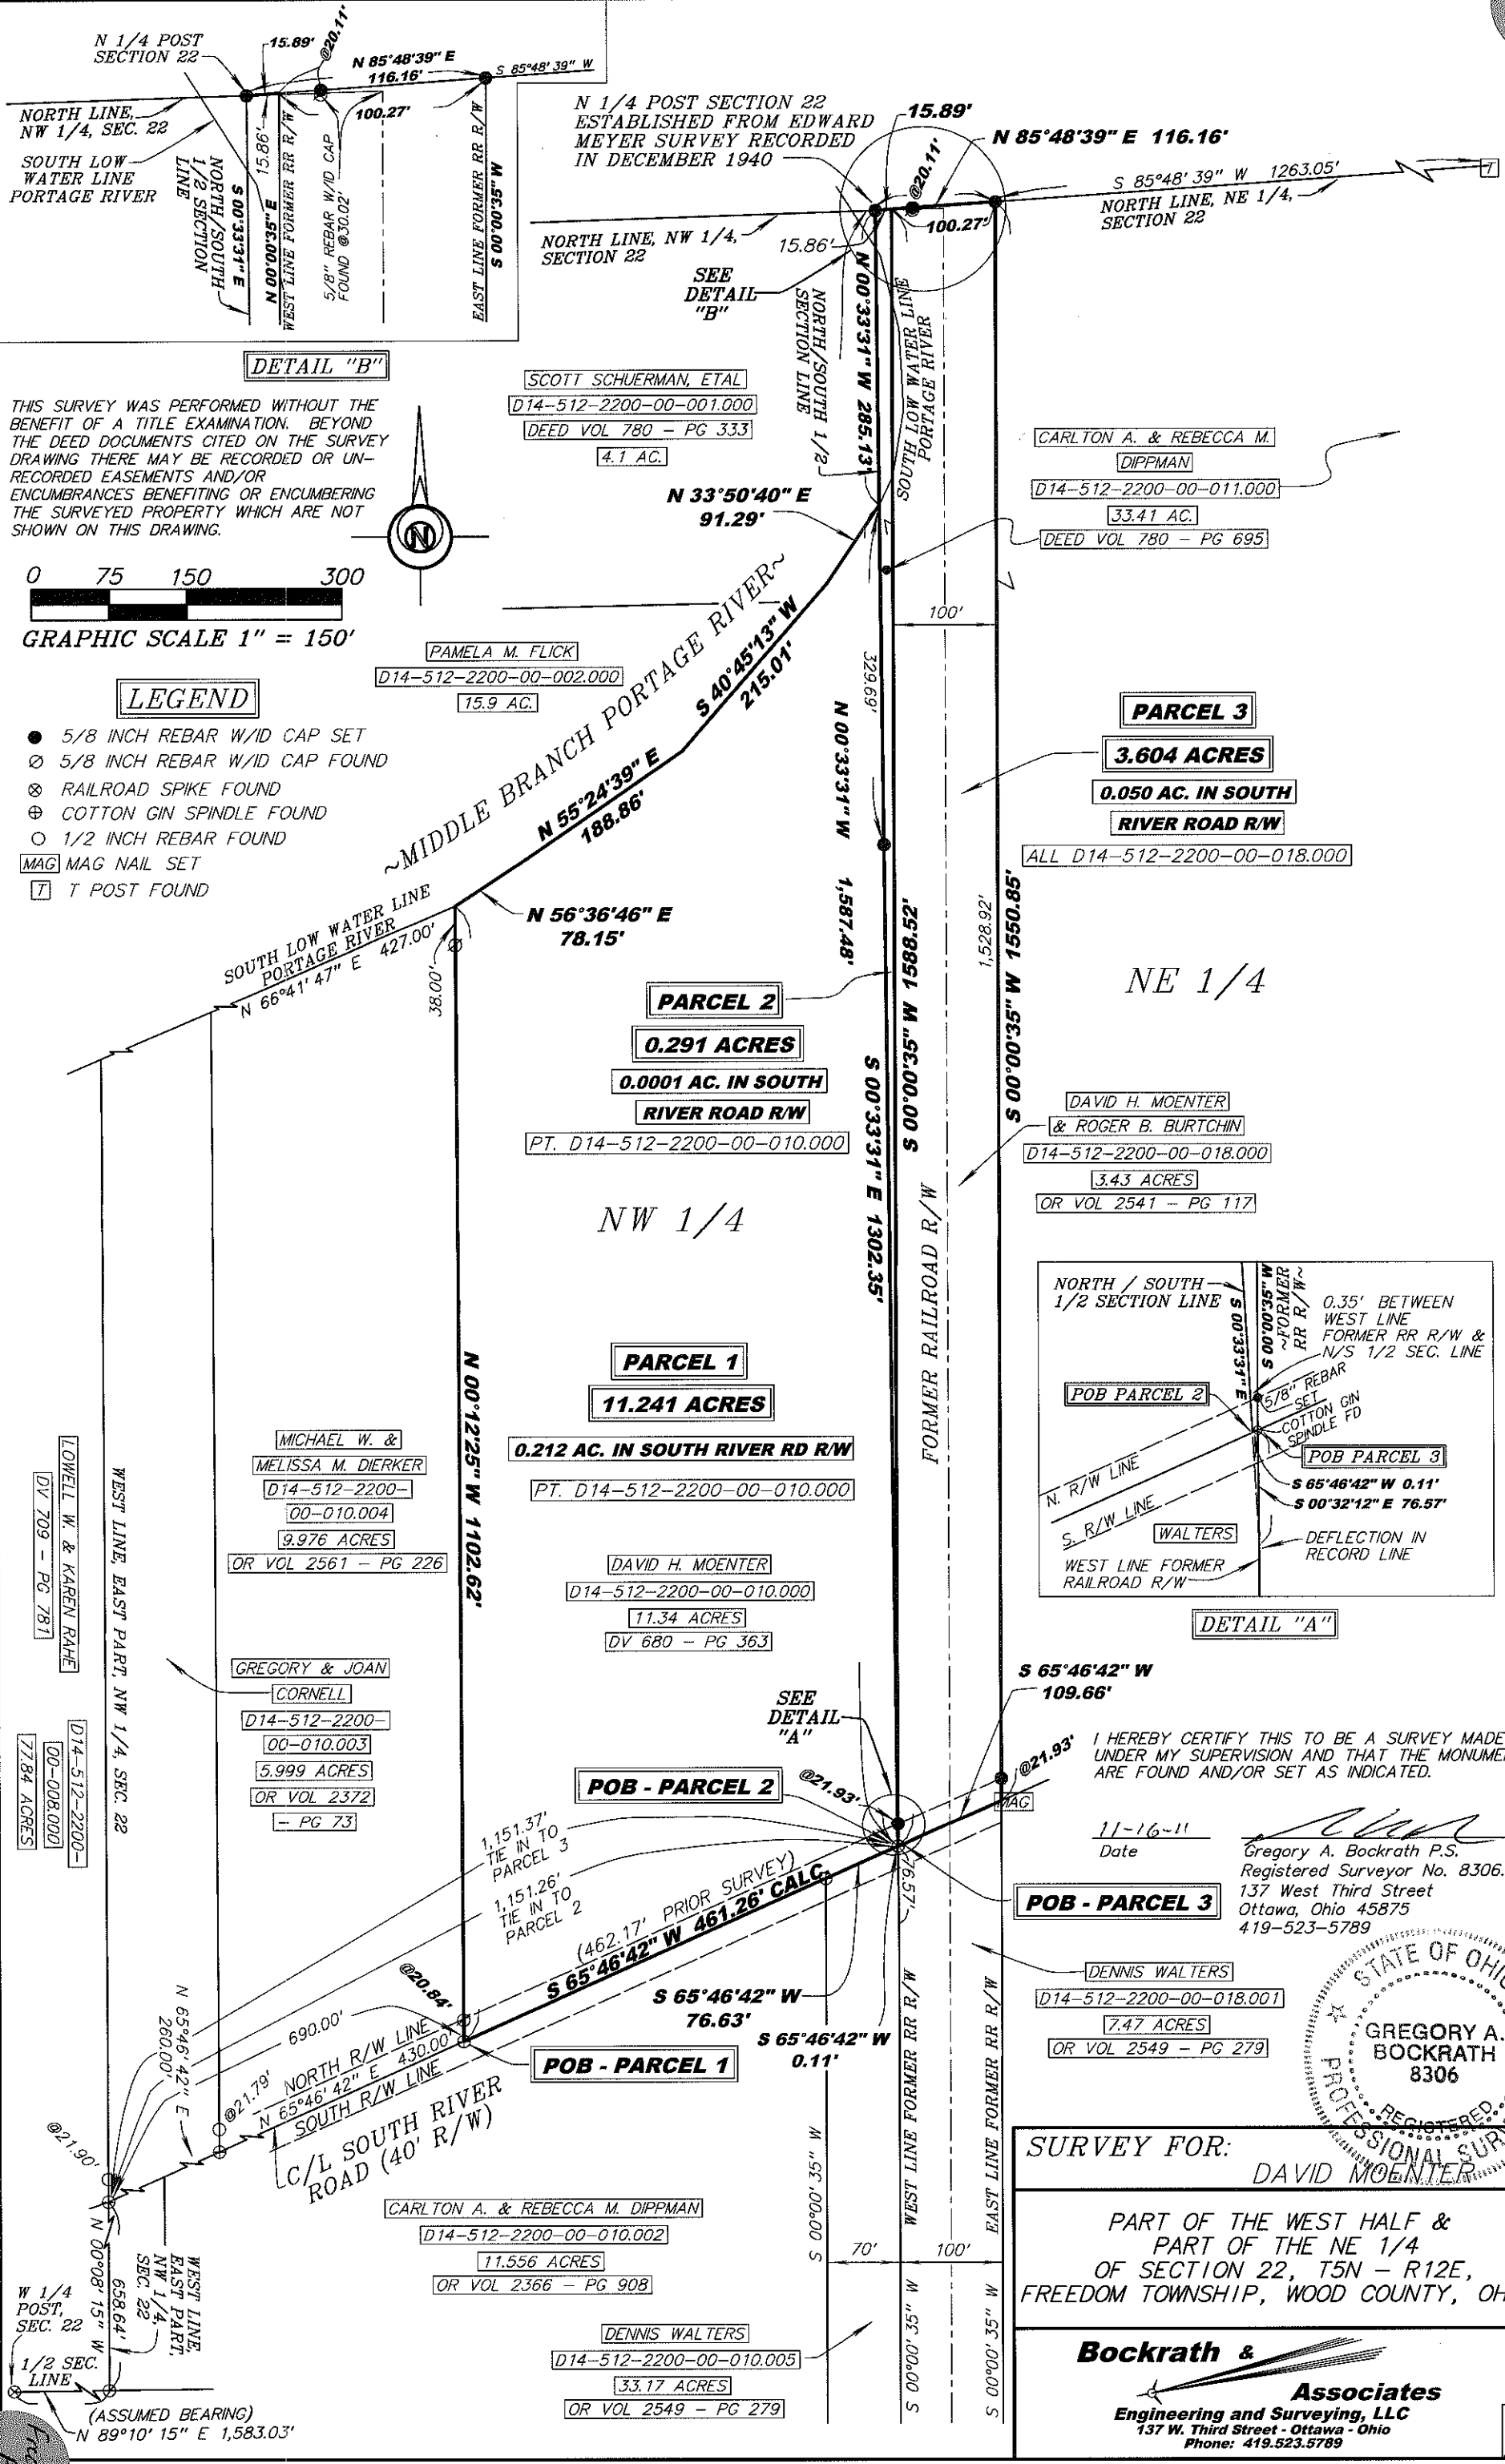 N 1/4 POST
SECTION 22
15.89'
@20.11'
N 85°48'39" E
116.16'
S 85°48' 39" W
NORTH LINE,
NW 1/4, SEC. 22
100.27'
15.86'
SOUTH LOW
WATER LINE
PORTAGE RIVER
NORTH/SOUTH
1/2 SECTION
LINE
S 00°33'31" E
N 00°00'35" E
WEST LINE FORMER RR R/W
5/8" REBAR W/ID CAP
FOUND @30.02'
EAST LINE FORMER RR R/W
S 00°00'35" W
DETAIL "B"
N 1/4 POST SECTION 22
ESTABLISHED FROM EDWARD
MEYER SURVEY RECORDED
IN DECEMBER 1940
15.89'
@20.11'
N 85°48'39" E 116.16'
S 85°48' 39" W 1263.05'
T
NORTH LINE, NE 1/4,
SECTION 22
NORTH LINE, NW 1/4,
SECTION 22
15.86'
100.27'
SEE
DETAIL
"B"
NORTH/SOUTH 1/2
SECTION LINE
N 00°33'31" W 285.13'
SOUTH LOW WATER LINE
PORTAGE RIVER
THIS SURVEY WAS PERFORMED WITHOUT THE
BENEFIT OF A TITLE EXAMINATION. BEYOND
THE DEED DOCUMENTS CITED ON THE SURVEY
DRAWING THERE MAY BE RECORDED OR UN-
RECORDED EASEMENTS AND/OR
ENCUMBRANCES BENEFITING OR ENCUMBERING
THE SURVEYED PROPERTY WHICH ARE NOT
SHOWN ON THIS DRAWING.
N
0 75 150 300
GRAPHIC SCALE 1" = 150'
SCOTT SCHUERMAN, ETAL
D14-512-2200-00-001.000
DEED VOL 780 - PG 333
4.1 AC.
CARLTON A. & REBECCA M.
DIPPMAN
D14-512-2200-00-011.000
33.41 AC.
DEED VOL 780 - PG 695
N 33°50'40" E
91.29'
LEGEND
5/8 INCH REBAR W/ID CAP SET
5/8 INCH REBAR W/ID CAP FOUND
RAILROAD SPIKE FOUND
COTTON GIN SPINDLE FOUND
1/2 INCH REBAR FOUND
MAG MAG NAIL SET
T T POST FOUND
PAMELA M. FLICK
D14-512-2200-00-002.000
15.9 AC.
~MIDDLE BRANCH PORTAGE RIVER~
S 40°45'13" W
215.01'
N 55°24'39" E
188.86'
N 56°36'46" E
78.15'
SOUTH LOW WATER LINE
PORTAGE RIVER
N 66°41' 47" E 427.00'
38.00'
100'
329.69'
N 00°33'31" W 1,587.48'
S 00°00'35" W 1588.52'
S 00°33'31" E 1302.35'
1,528.92'
S 00°00'35" W 1550.85'
PARCEL 3
3.604 ACRES
0.050 AC. IN SOUTH
RIVER ROAD R/W
ALL D14-512-2200-00-018.000
NE 1/4
PARCEL 2
0.291 ACRES
0.0001 AC. IN SOUTH
RIVER ROAD R/W
PT. D14-512-2200-00-010.000
NW 1/4
DAVID H. MOENTER
& ROGER B. BURTCHIN
D14-512-2200-00-018.000
3.43 ACRES
OR VOL 2541 - PG 117
FORMER RAILROAD R/W
NORTH / SOUTH
1/2 SECTION LINE
S 00°33'31" E
S 00°00'35" W
~FORMER
RR R/W~
0.35' BETWEEN
WEST LINE
FORMER RR R/W &
N/S 1/2 SEC. LINE
POB PARCEL 2
5/8" REBAR
SET
COTTON GIN
SPINDLE FD
POB PARCEL 3
N. R/W LINE
S. R/W LINE
S 65°46'42" W 0.11'
S 00°32'12" E 76.57'
WALTERS
DEFLECTION IN
RECORD LINE
WEST LINE FORMER
RAILROAD R/W
DETAIL "A"
PARCEL 1
11.241 ACRES
0.212 AC. IN SOUTH RIVER RD R/W
PT. D14-512-2200-00-010.000
DAVID H. MOENTER
D14-512-2200-00-010.000
11.34 ACRES
DV 680 - PG 363
N 00°12'25" W 1102.62'
MICHAEL W. &
MELISSA M. DIERKER
D14-512-2200-
00-010.004
9.976 ACRES
OR VOL 2561 - PG 226
GREGORY & JOAN
CORNELL
D14-512-2200-
00-010.003
5.999 ACRES
OR VOL 2372
- PG 73
WEST LINE, EAST PART, NW 1/4, SEC. 22
LOWELL W. & KAREN RAHE
DV 709 - PG 781
D14-512-2200-
00-008.000
77.84 ACRES
SEE
DETAIL
"A"
S 65°46'42" W
109.66'
@21.93'
@21.93'
MAG
POB - PARCEL 2
1,151.37'
TIE IN TO
PARCEL 3
1,151.26'
TIE IN TO
PARCEL 2
(462.17' PRIOR SURVEY)
S 65°46'42" W 461.26' CALC.
76.57'
POB - PARCEL 3
S 65°46'42" W
76.63'
S 65°46'42" W
0.11'
@20.84'
690.00'
POB - PARCEL 1
NORTH R/W LINE
N 65°46' 42" E 430.00'
SOUTH R/W LINE
C/L SOUTH RIVER
ROAD (40' R/W)
@21.79'
N 65°46' 42" E
260.00'
@21.90'
I HEREBY CERTIFY THIS TO BE A SURVEY MADE
UNDER MY SUPERVISION AND THAT THE
ARE FOUND AND/OR SET AS INDICATED.
11-16-11
Date
Gregory A. Bockrath P.S.
Registered Surveyor No. 8306.
137 West Third Street
Ottawa, Ohio 45875
419-523-5789
STATE OF
GREGORY A.
BOCKRATH
8306
REGISTERED
PROFESSIONAL
DENNIS WALTERS
D14-512-2200-00-018.001
7.47 ACRES
OR VOL 2549 - PG 279
CARLTON A. & REBECCA M. DIPPMAN
D14-512-2200-00-010.002
11.556 ACRES
OR VOL 2366 - PG 908
DENNIS WALTERS
D14-512-2200-00-010.005
33.17 ACRES
OR VOL 2549 - PG 279
S 00°00' 35" W
70'
100'
WEST LINE FORMER RR R/W
S 00°00' 35" W
EAST LINE FORMER RR R/W
S 00°00' 35" W
W 1/4
POST,
SEC. 22
1/2 SEC.
LINE
N 00°08' 15" W
658.64'
WEST LINE,
EAST PART,
NW 1/4,
SEC. 22
(ASSUMED BEARING)
N 89°10' 15" E 1,583.03'
SURVEY FOR:
DAVID MOENTER
PART OF THE WEST HALF &
PART OF THE NE 1/4
OF SECTION 22, T5N - R12E,
FREEDOM TOWNSHIP, WOOD COUNTY,
Bockrath &
Associates
Engineering and Surveying, LLC
137 W. Third Street - Ottawa - Ohio
Phone: 419.523.5789